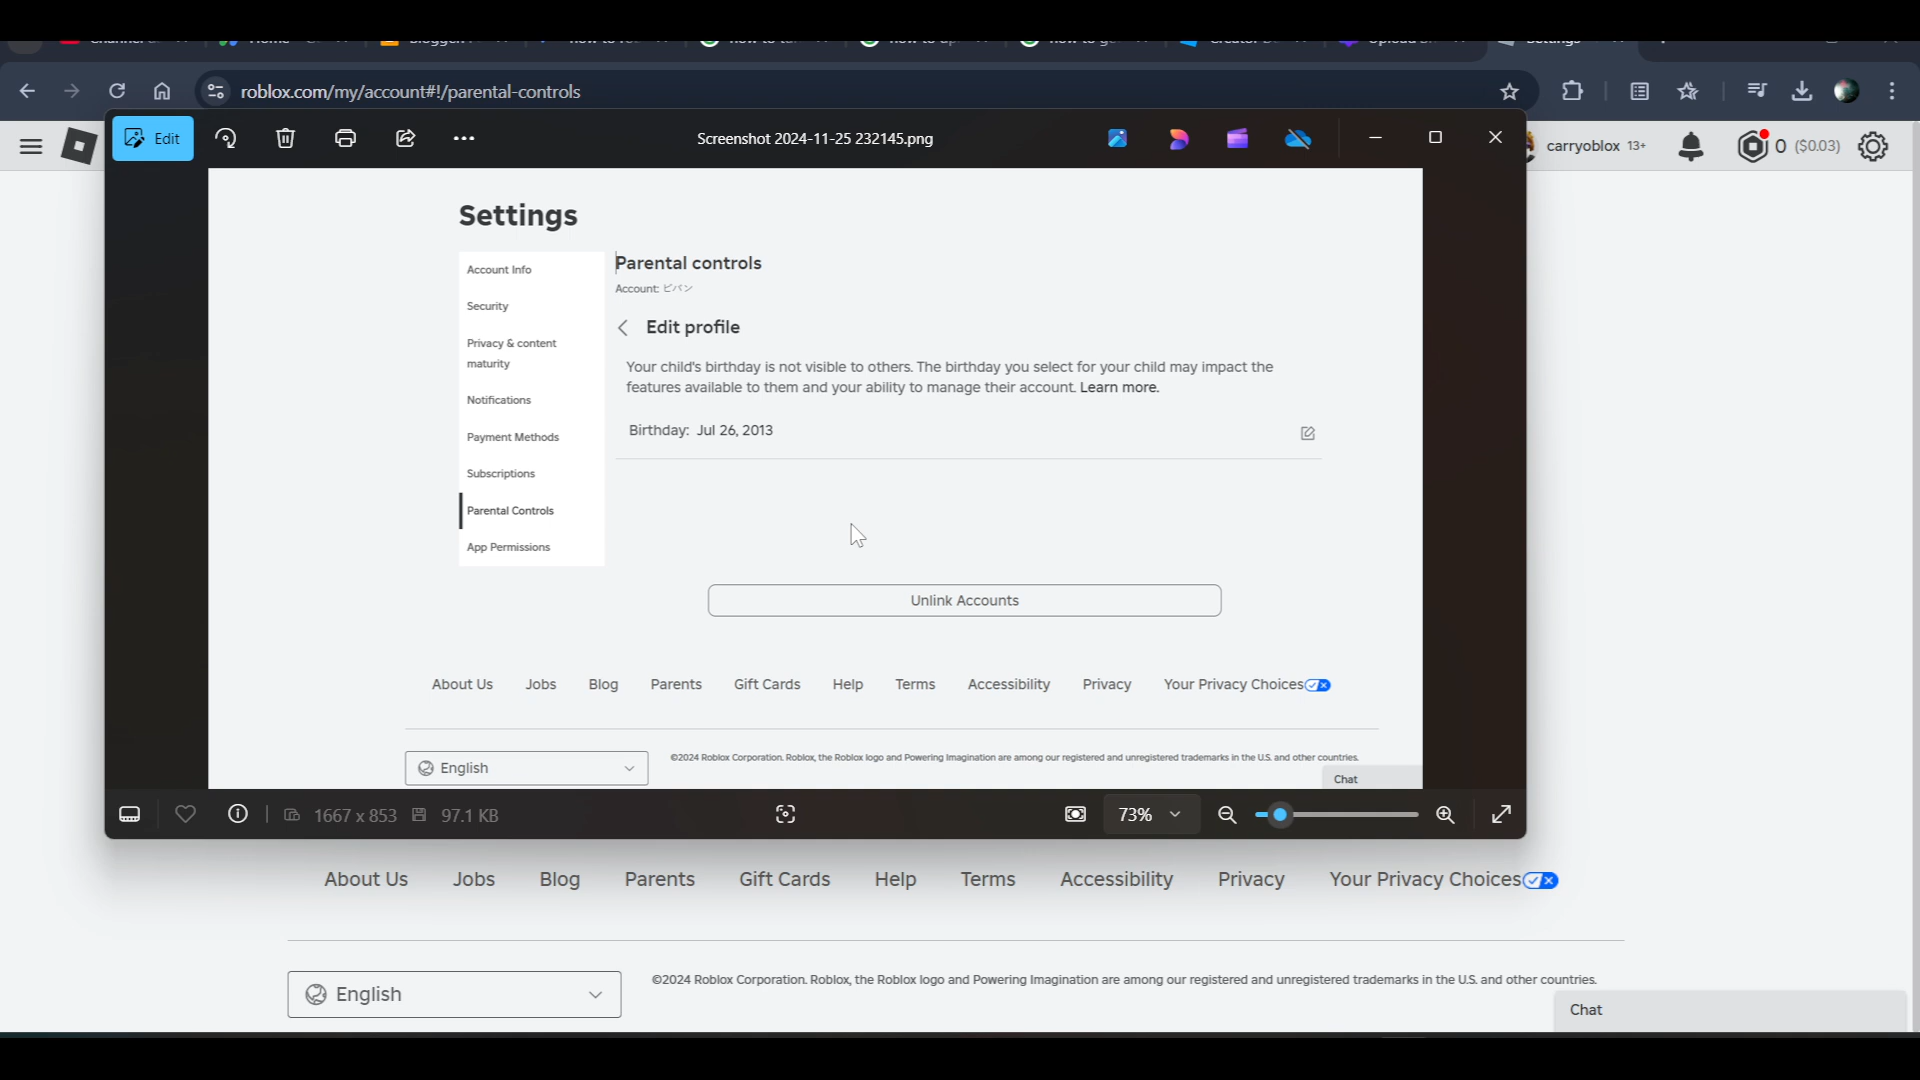 roblox.com/my/account#!/parental-controls
Edit
Screenshot 2024-11-25 232145.png
carryoblox 13+
0 ($0.03)
Settings
Account Info
Security
Privacy & content
maturity
Notifications
Payment Methods
Subscriptions
Parental Controls
App Permissions
Parental controls
Account: ビバン
Edit profile
Your child's birthday is not visible to others. The birthday you select for your child may impact the
features available to them and your ability to manage their account. Learn more.
Birthday: Jul 26, 2013
Unlink Accounts
About Us Jobs Blog Parents Gift Cards Help Terms Accessibility Privacy Your Privacy Choices
English
©2024 Roblox Corporation. Roblox, the Roblox logo and Powering Imagination are among our registered and unregistered trademarks in the U.S. and other countries.
Chat
1667 x 853 97.1 KB
73%
About Us Jobs Blog Parents Gift Cards Help Terms Accessibility Privacy Your Privacy Choices
English
©2024 Roblox Corporation. Roblox, the Roblox logo and Powering Imagination are among our registered and unregistered trademarks in the U.S. and other countries.
Chat